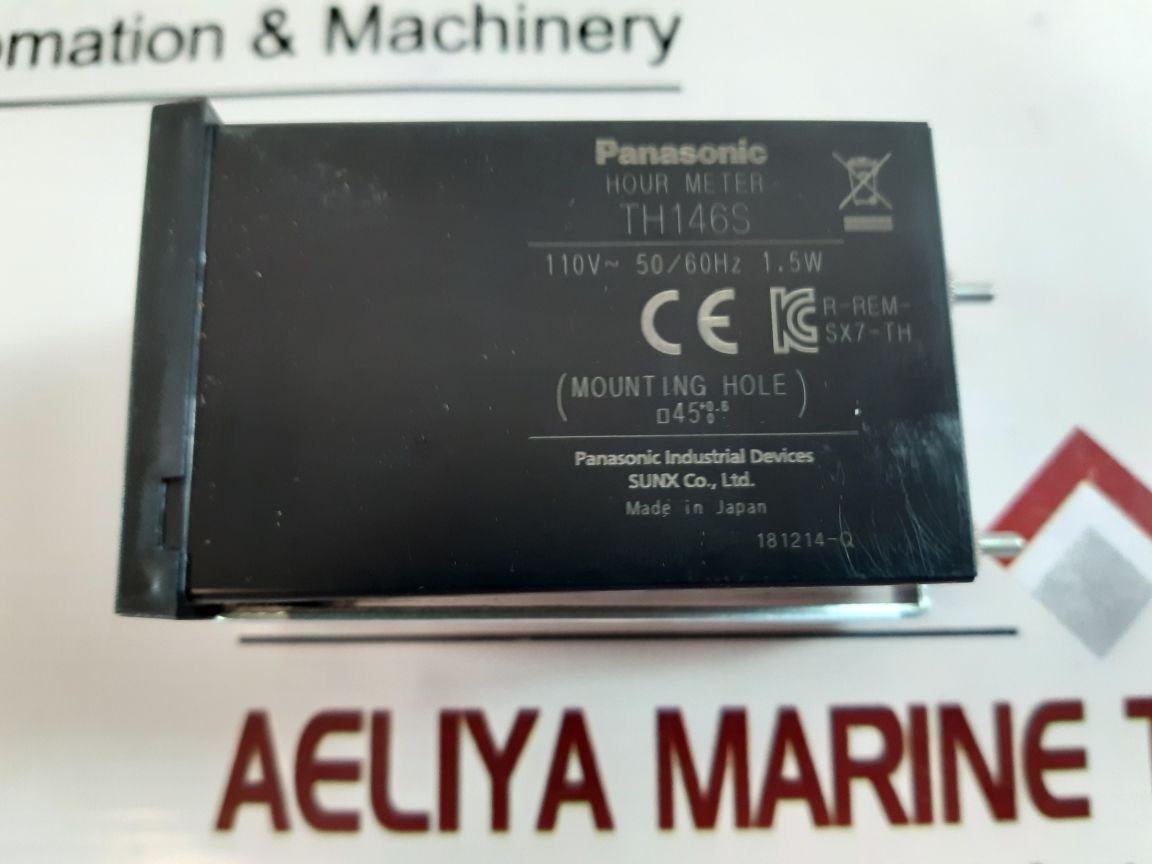 omation & Machinery
Panasonic
HOUR METER
TH146S
110V~ 50/60Hz 1.5W
CE KC R-REM-
SX7-TH
(MOUNTING HOLE)
□45 +0.6 0
Panasonic Industrial Devices
SUNX Co., Ltd.
Made in Japan
181214-Q
AELIYA MARINE T